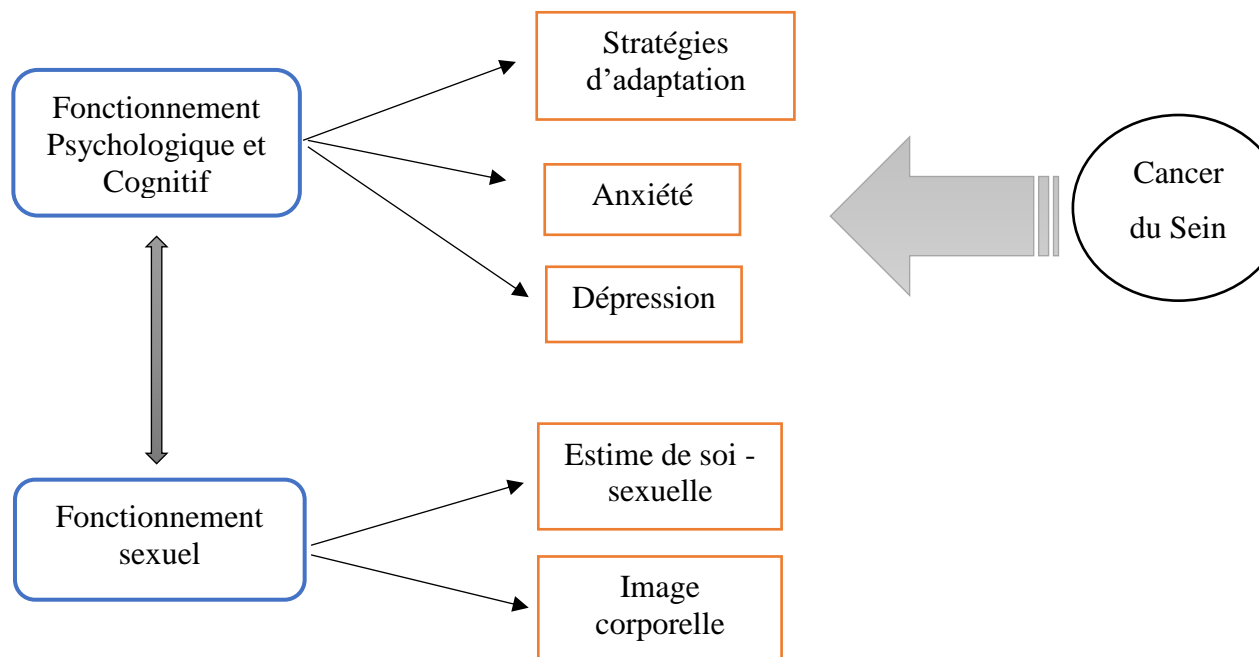 Stratégies
d’adaptation
Fonctionnement
Psychologique et
Cognitif
Anxiété
Dépression
Cancer
du Sein
Estime de soi -
sexuelle
Fonctionnement
sexuel
Image
corporelle